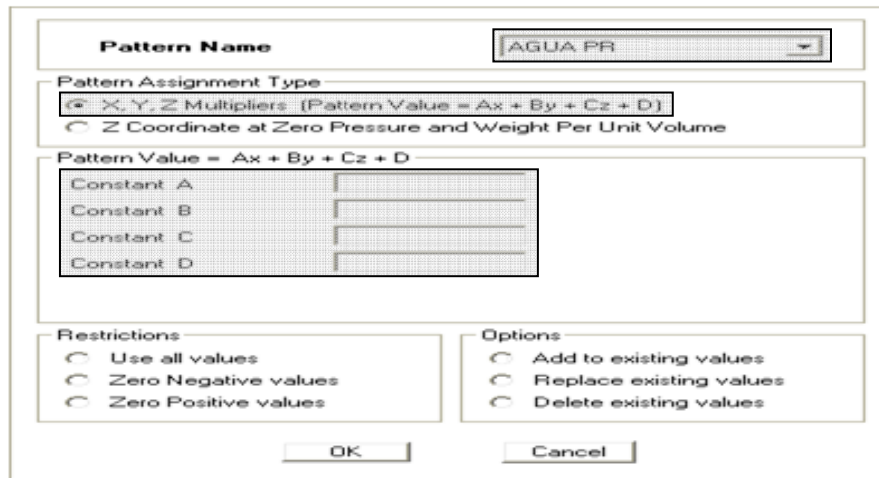 Pattern Name AGUA PR
Pattern Assignment Type
X, Y, Z Multipliers (Pattern Value = Ax + By + Cz + D)
Z Coordinate at Zero Pressure and Weight Per Unit Volume
Pattern Value = Ax + By + Cz + D
Constant A
Constant B
Constant C
Constant D
Restrictions
Use all values
Zero Negative values
Zero Positive values
Options
Add to existing values
Replace existing values
Delete existing values
OK Cancel